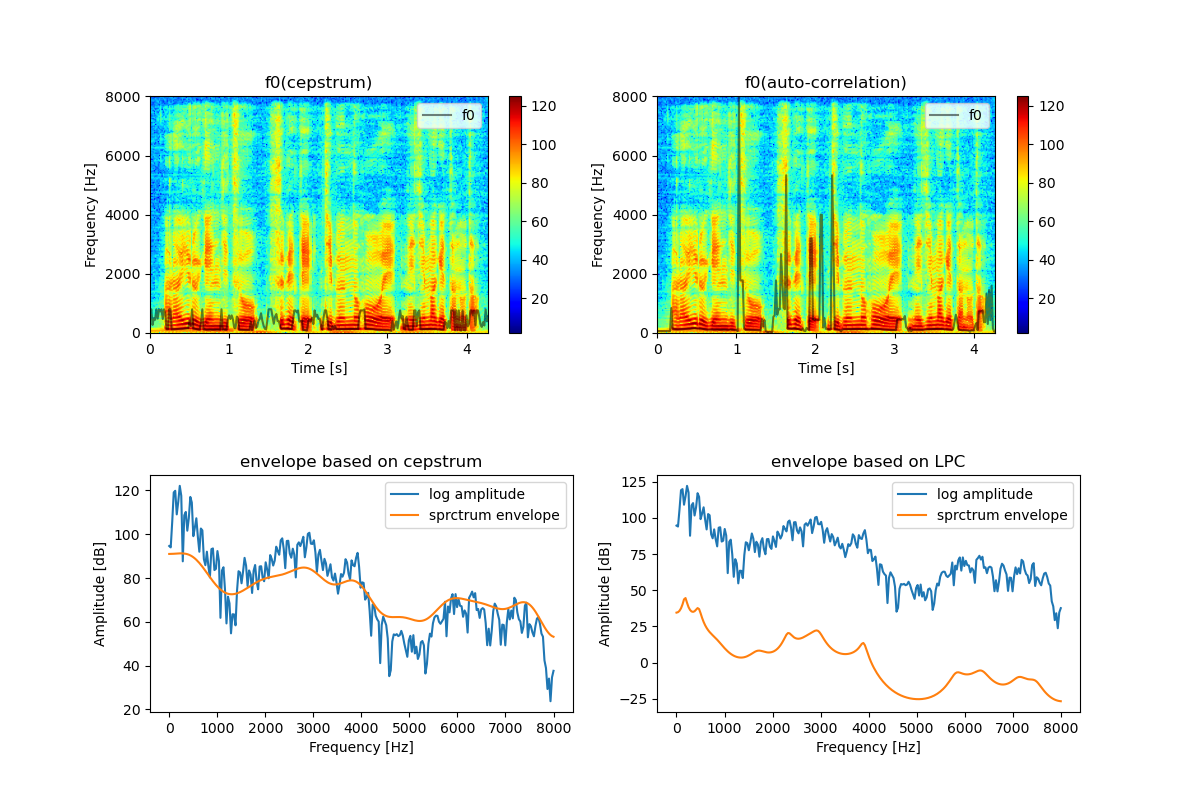 f0(cepstrum)
8000
6000
4000
2000
0
Frequency [Hz]
0 1 2 3 4
Time [s]
f0
120
100
80
60
40
20
f0(auto-correlation)
8000
6000
4000
2000
0
Frequency [Hz]
0 1 2 3 4
Time [s]
f0
120
100
80
60
40
20
envelope based on cepstrum
120
100
80
60
40
20
Amplitude [dB]
0 1000 2000 3000 4000 5000 6000 7000 8000
Frequency [Hz]
log amplitude
sprctrum envelope
envelope based on LPC
125
100
75
50
25
0
−25
Amplitude [dB]
0 1000 2000 3000 4000 5000 6000 7000 8000
Frequency [Hz]
log amplitude
sprctrum envelope